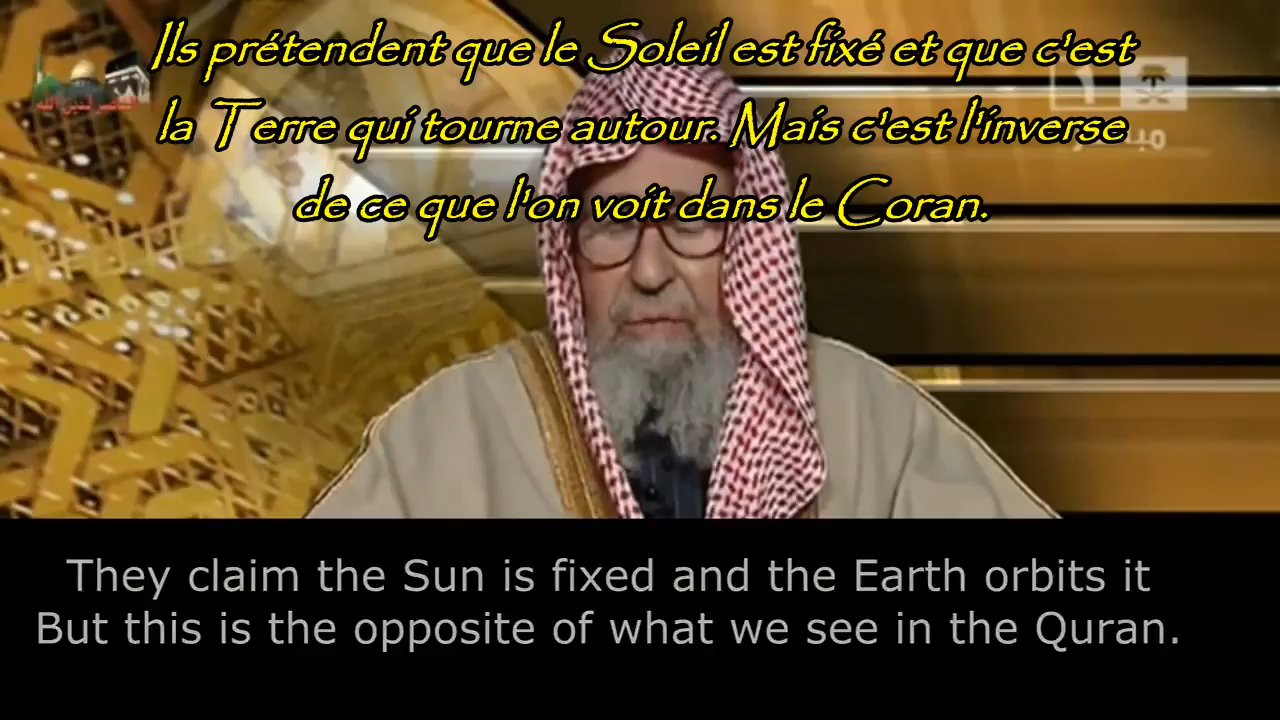 Ils prétendent que le Soleil est fixé et que c'est
la Terre qui tourne autour. Mais c'est l'inverse
de ce que l'on voit dans le Coran.
They claim the Sun is fixed and the Earth orbits it
But this is the opposite of what we see in the Quran.